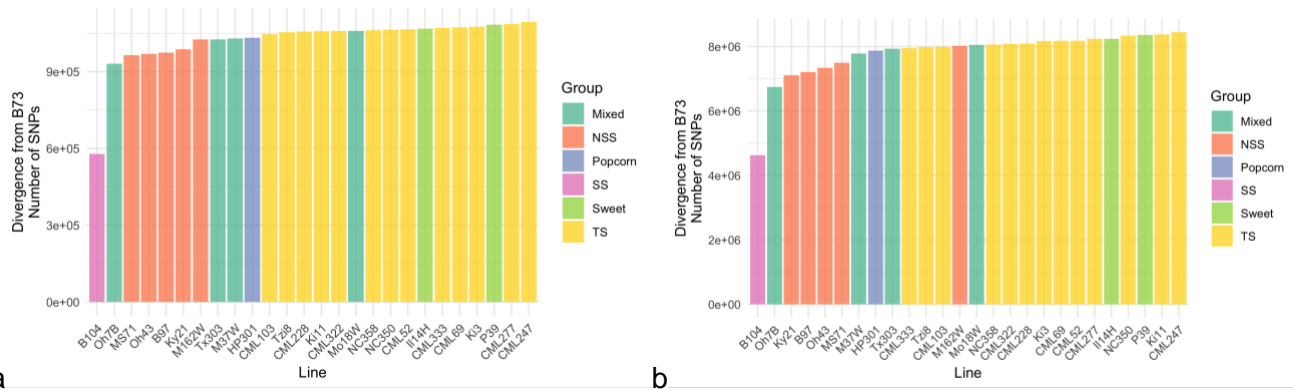 Divergence from B73
Number of SNPs
9e+05
6e+05
3e+05
0e+00
B104 Oh7B MS71 Oh43 B97 Ky21 M162W Tx303 M37W HP301 CML103 Tzi8 CML228 Ki11 CML322 Mo18W NC358 NC350 CML52 Il14H CML333 CML69 Ki3 P39 CML277 CML247
Line
Group
Mixed
NSS
Popcorn
SS
Sweet
TS
a
Divergence from B73
Number of SNPs
8e+06
6e+06
4e+06
2e+06
0e+00
B104 Oh7B Ky21 B97 Oh43 MS71 M37W HP301 Tx303 CML333 Tzi8 CML103 M162W Mo18W NC358 CML322 CML228 Ki3 CML69 CML52 CML277 Il14H NC350 P39 Ki11 CML247
Line
Group
Mixed
NSS
Popcorn
SS
Sweet
TS
b